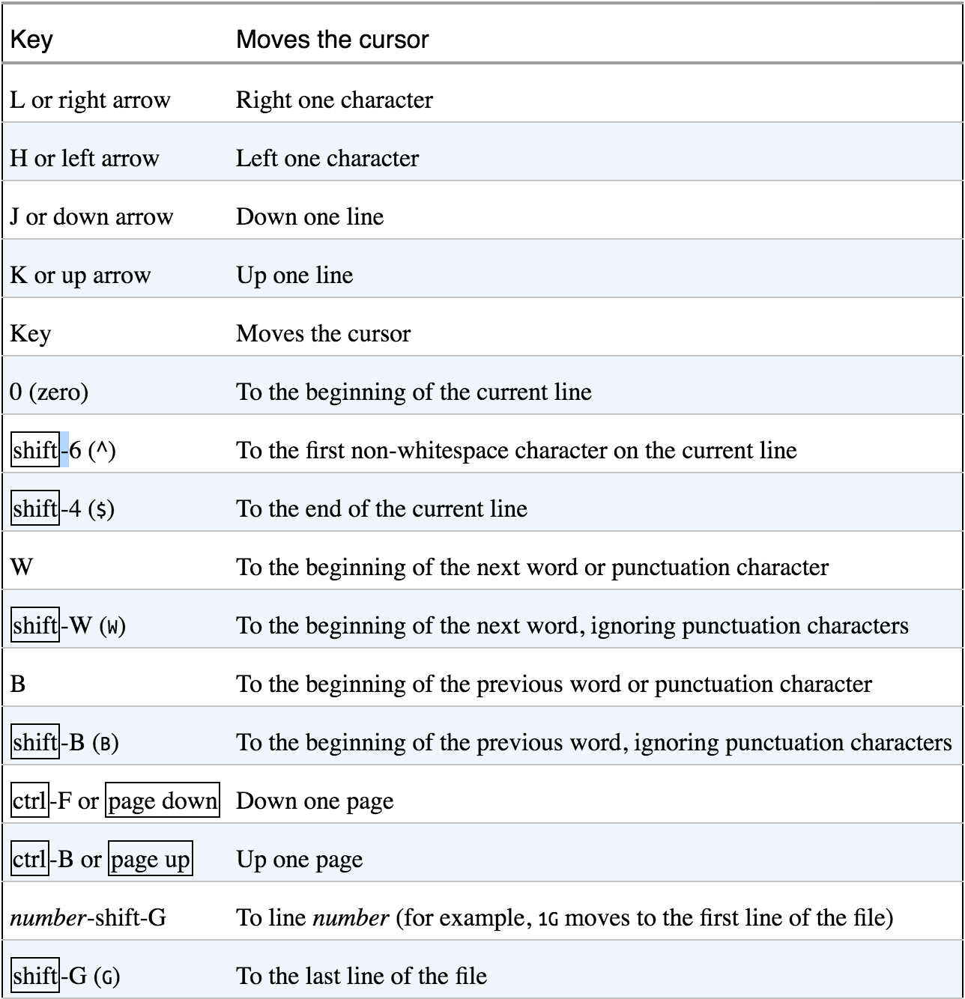 Key Moves the cursor
L or right arrow Right one character
H or left arrow Left one character
J or down arrow Down one line
K or up arrow Up one line
Key Moves the cursor
0 (zero) To the beginning of the current line
shift-6 (^) To the first non-whitespace character on the current line
shift-4 ($) To the end of the current line
W To the beginning of the next word or punctuation character
shift-W (W) To the beginning of the next word, ignoring punctuation characters
B To the beginning of the previous word or punctuation character
shift-B (B) To the beginning of the previous word, ignoring punctuation characters
ctrl-F or page down Down one page
ctrl-B or page up Up one page
number-shift-G To line number (for example, 1G moves to the first line of the file)
shift-G (G) To the last line of the file